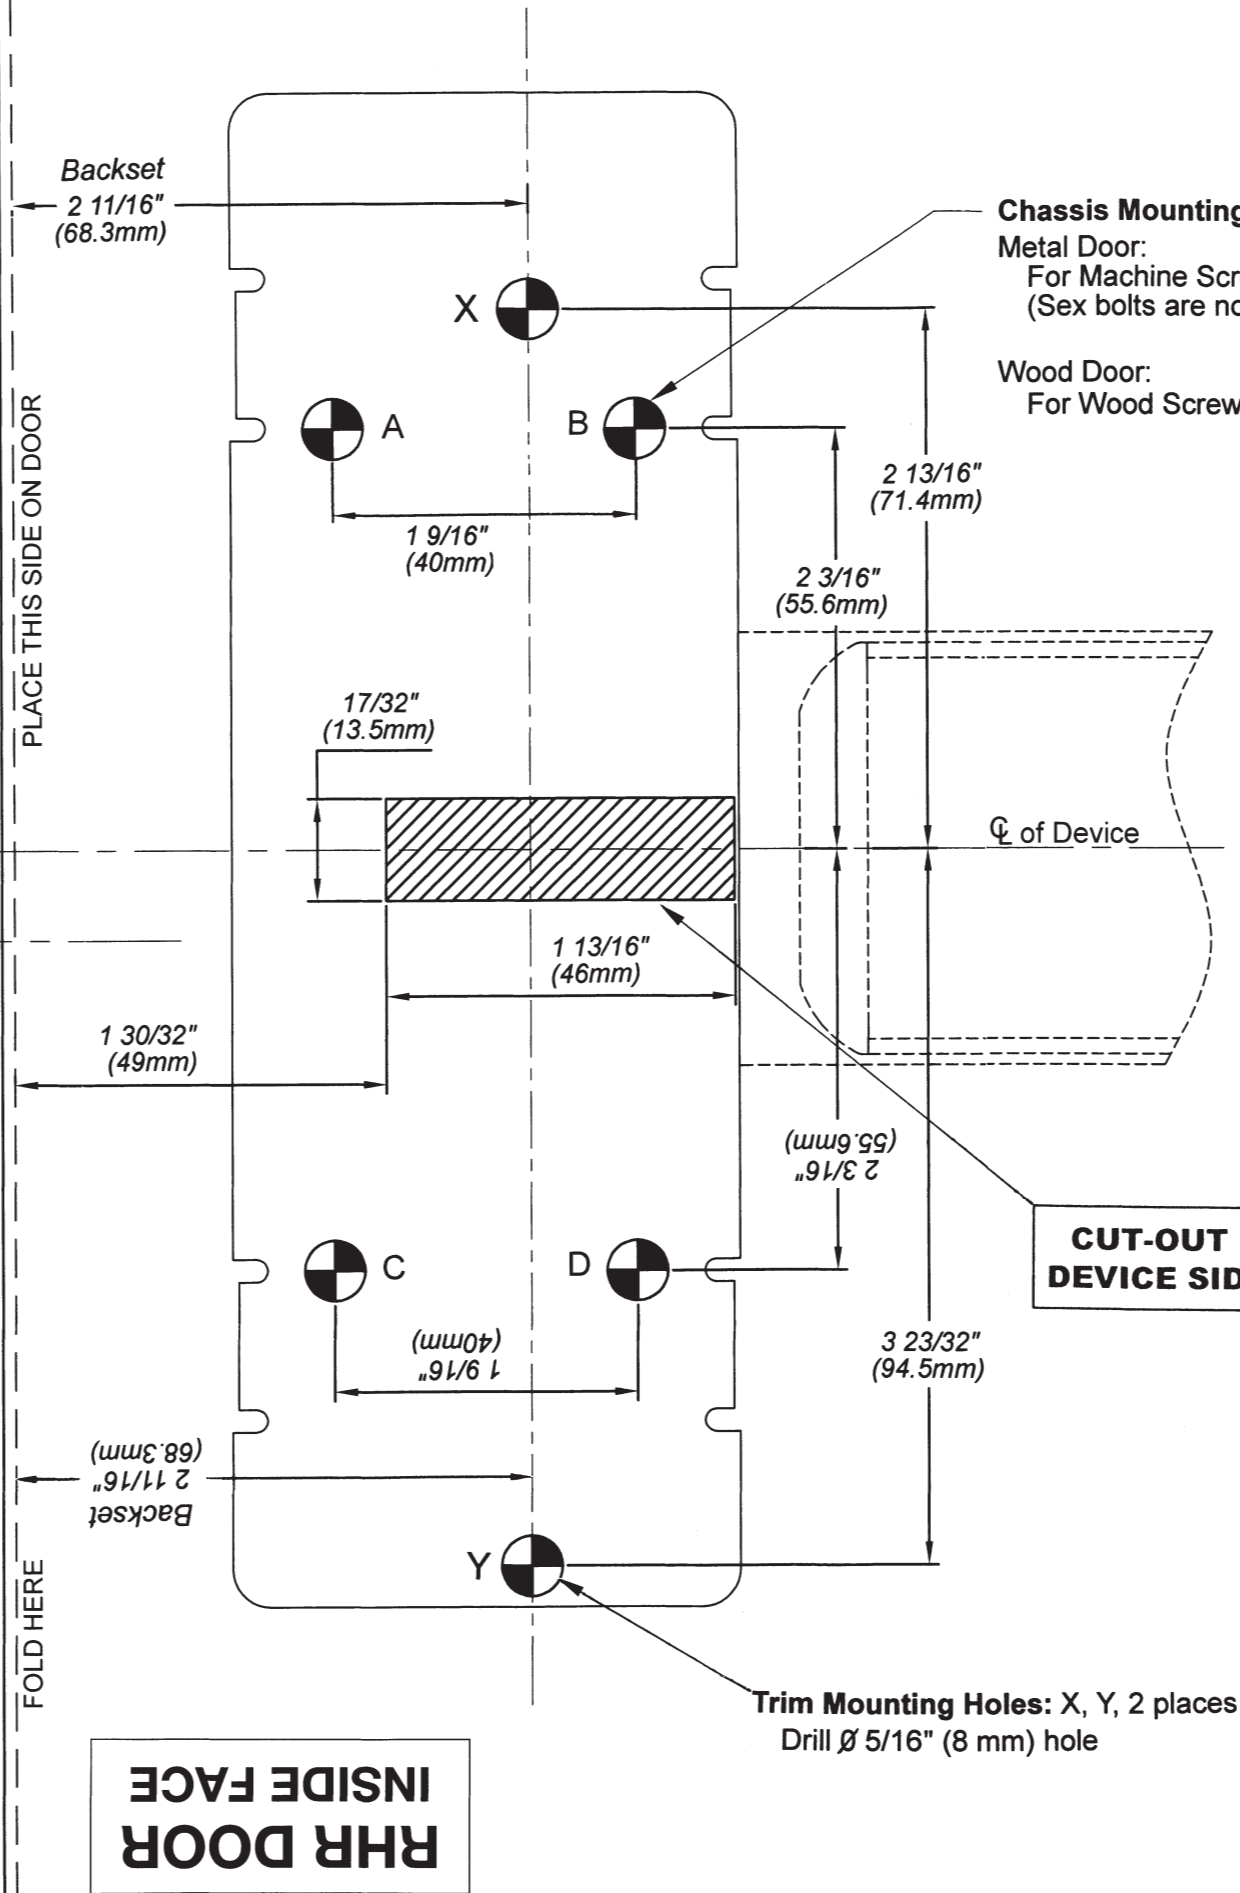 Backset
2 11/16"
(68.3mm)
Chassis Mounting
Metal Door:
For Machine Scr
(Sex bolts are no
Wood Door:
For Wood Screw
X
A
B
PLACE THIS SIDE ON DOOR
2 13/16"
(71.4mm)
1 9/16"
(40mm)
2 3/16"
(55.6mm)
17/32"
(13.5mm)
℄ of Device
1 13/16"
(46mm)
1 30/32"
(49mm)
2 3/16"
(55.6mm)
CUT-OUT
DEVICE SID
C
D
3 23/32"
(94.5mm)
1 9/16"
(40mm)
Backset
2 11/16"
(68.3mm)
Y
FOLD HERE
Trim Mounting Holes: X, Y, 2 places
Drill Ø 5/16" (8 mm) hole
RHR DOOR
INSIDE FACE